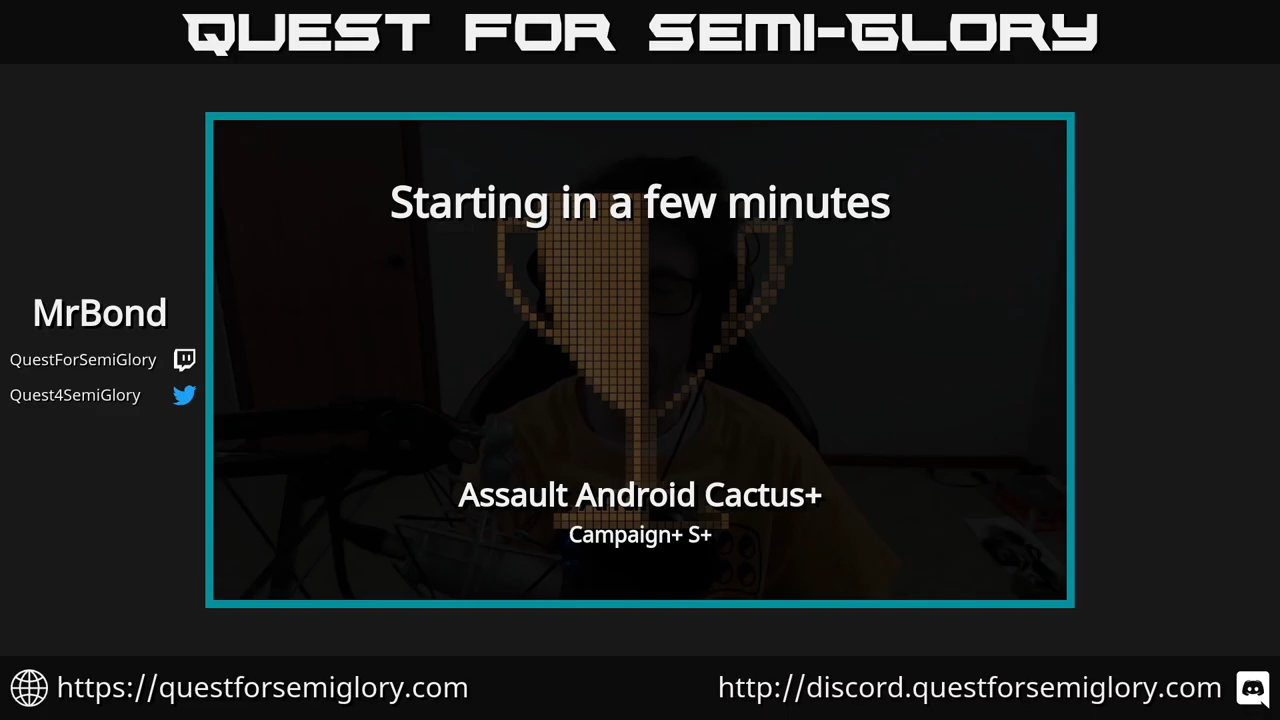 QUEST FOR SEMI-GLORY
Starting in a few minutes
MrBond
QuestForSemiGlory
Quest4SemiGlory
Assault Android Cactus+
Campaign+ S+
https://questforsemiglory.com
http://discord.questforsemiglory.com